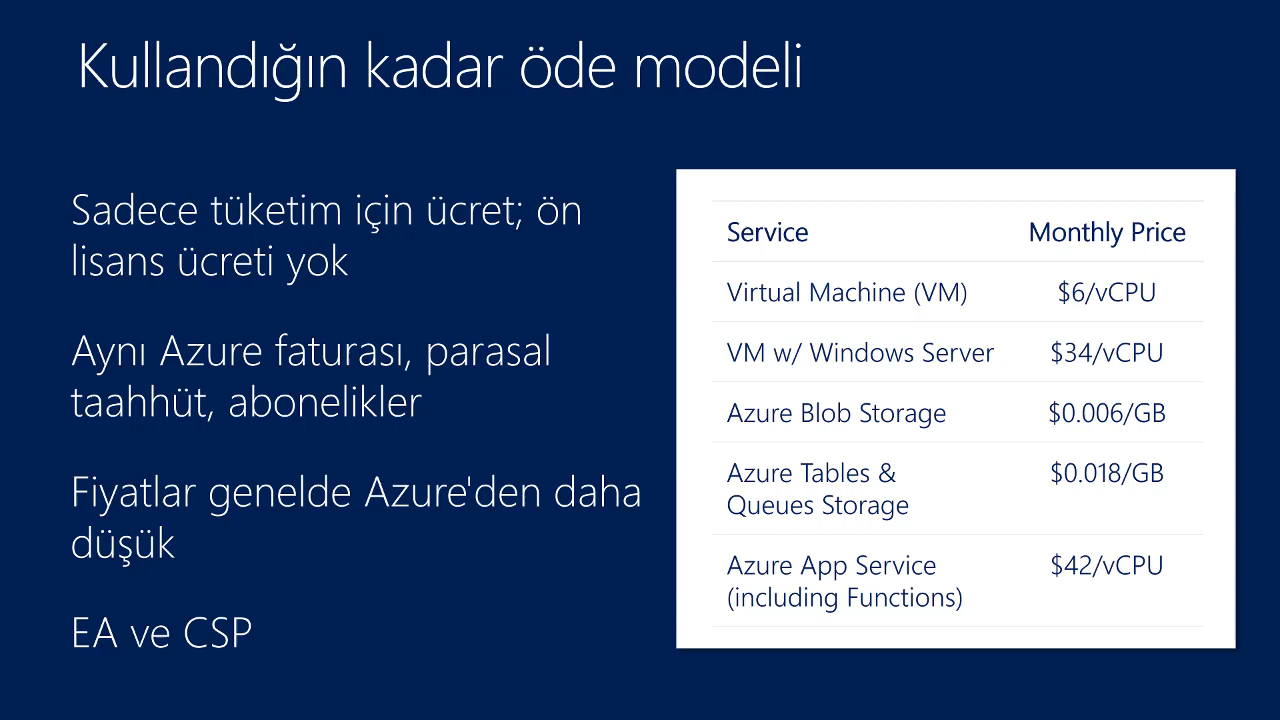 Kullandığın kadar öde modeli
Sadece tüketim için ücret; ön
lisans ücreti yok
Aynı Azure faturası, parasal
taahhüt, abonelikler
Fiyatlar genelde Azure'den daha
düşük
EA ve CSP
Service Monthly Price
Virtual Machine (VM) $6/vCPU
VM w/ Windows Server $34/vCPU
Azure Blob Storage $0.006/GB
Azure Tables & $0.018/GB
Queues Storage
Azure App Service $42/vCPU
(including Functions)